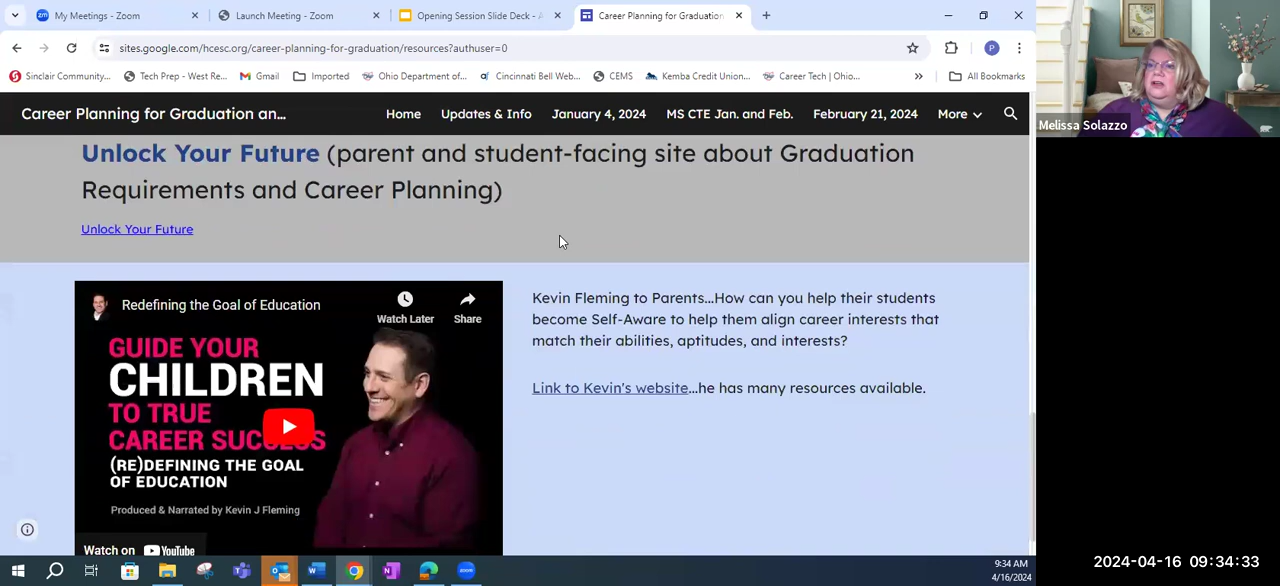 My Meetings - Zoom
Launch Meeting - Zoom
Opening Session Slide Deck - A
Career Planning for Graduation
sites.google.com/hcesc.org/career-planning-for-graduation/resources?authuser=0
P
Sinclair Community...
Tech Prep - West Re...
Gmail
Imported
Ohio Department of...
Cincinnati Bell Web...
CEMS
Kemba Credit Union...
Career Tech | Ohio...
»
All Bookmarks
Career Planning for Graduation an...
Home
Updates & Info
January 4, 2024
MS CTE Jan. and Feb.
February 21, 2024
More
Melissa Solazzo
Unlock Your Future (parent and student-facing site about Graduation
Requirements and Career Planning)
Unlock Your Future
Redefining the Goal of Education
Watch Later
Share
GUIDE YOUR
CHILDREN
TO TRUE
CAREER SUCCESS
(RE)DEFINING THE GOAL
OF EDUCATION
Produced & Narrated by Kevin J Fleming
Watch on YouTube
Kevin Fleming to Parents...How can you help their students
become Self-Aware to help them align career interests that
match their abilities, aptitudes, and interests?
Link to Kevin's website...he has many resources available.
9:34 AM
4/16/2024
2024-04-16 09:34:33